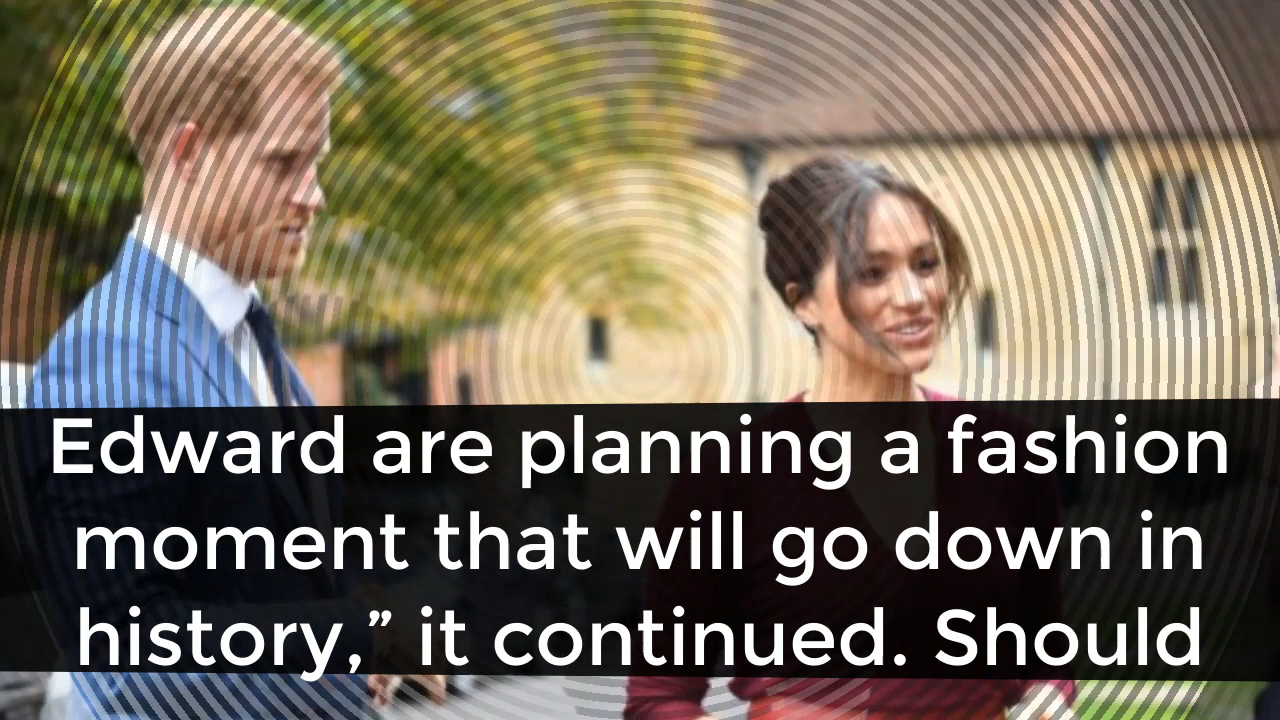 Edward are planning a fashion
moment that will go down in
history,” it continued. Should